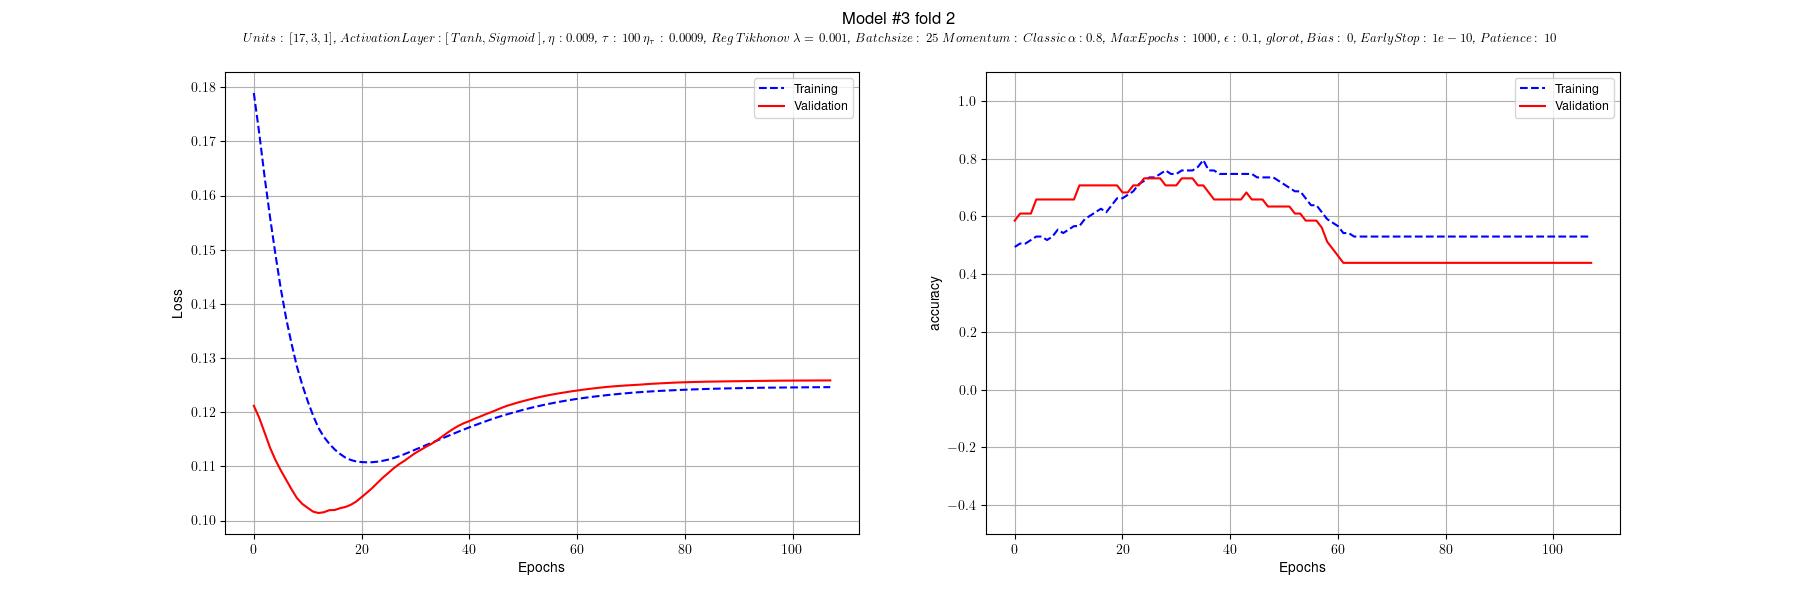 Model #3 fold 2
Units : [17, 3, 1], ActivationLayer : [Tanh, Sigmoid ], η : 0.009, τ : 100 η_τ : 0.0009, Reg Tikhonov λ = 0.001, Batchsize : 25 Momentum : Classic α : 0.8, MaxEpochs : 1000, ϵ : 0.1, glorot, Bias : 0, EarlyStop : 1e − 10, Patience : 10
0.18
0.17
0.16
0.15
0.14
0.13
0.12
0.11
0.10
Loss
0 20 40 60 80 100
Epochs
Training
Validation
1.0
0.8
0.6
0.4
0.2
0.0
−0.2
−0.4
accuracy
0 20 40 60 80 100
Epochs
Training
Validation